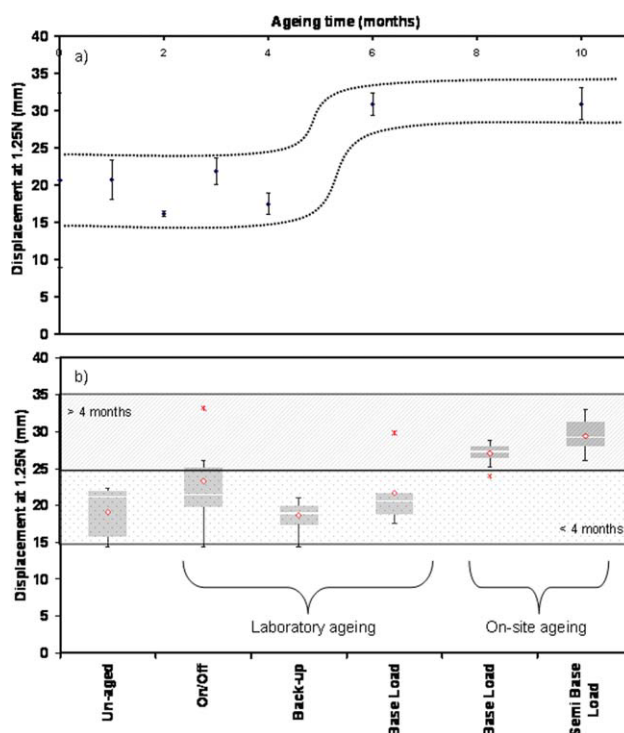 Ageing time (months)
0 2 4 6 8 10
a)
Displacement at 1.25N (mm)
40
35
30
25
20
15
10
5
0
b)
Displacement at 1.25N (mm)
40
35
30
25
20
15
10
5
0
> 4 months
< 4 months
Laboratory ageing
On-site ageing
Un-aged
On/Off
Back-up
Base Load
Base Load
Semi Base
Load